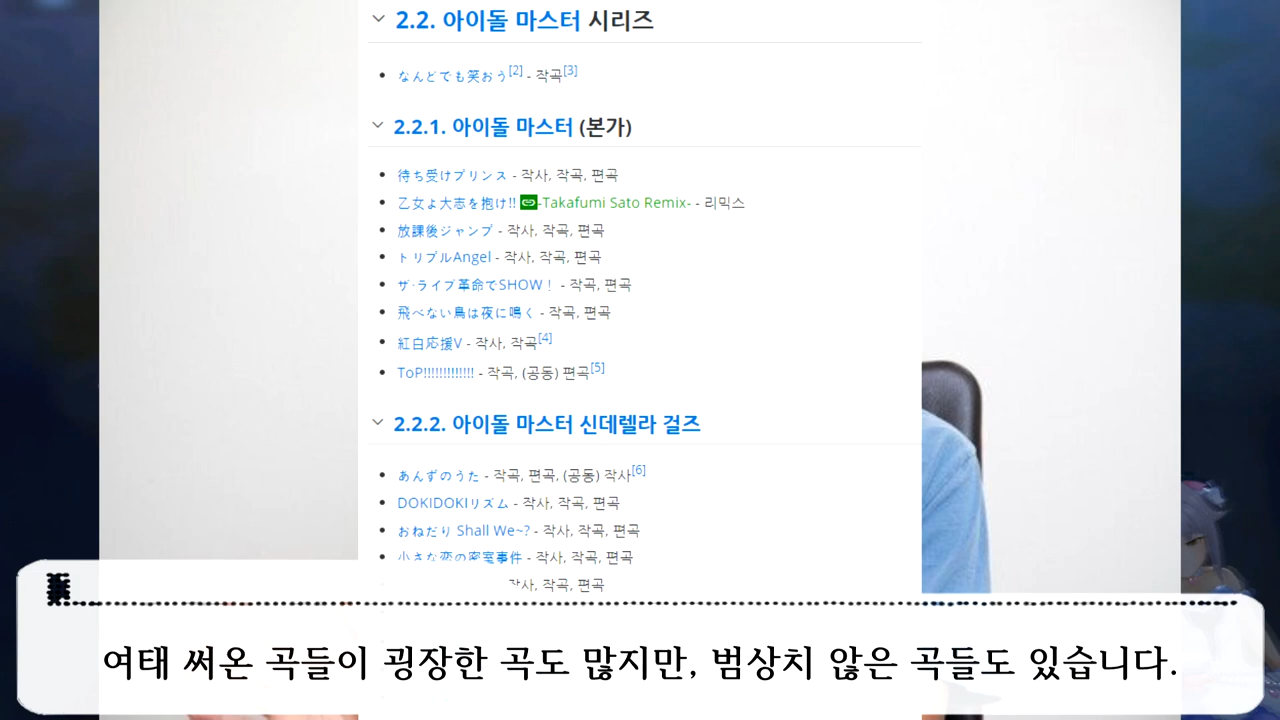 2.2. 아이돌 마스터 시리즈
なんどでも笑おう[2] - 작곡[3]
2.2.1. 아이돌 마스터 (본가)
待ち受けプリンス - 작사, 작곡, 편곡
乙女よ大志を抱け!! -Takafumi Sato Remix- - 리믹스
放課後ジャンプ - 작사, 작곡, 편곡
トリプルAngel - 작사, 작곡, 편곡
ザ·ライブ革命でSHOW！ - 작곡, 편곡
飛べない鳥は夜に鳴く - 작곡, 편곡
紅白応援V - 작사, 작곡[4]
ToP!!!!!!!!!!!!! - 작곡, (공동) 편곡[5]
2.2.2. 아이돌 마스터 신데렐라 걸즈
あんずのうた - 작곡, 편곡, (공동) 작사[6]
DOKIDOKIリズム - 작사, 작곡, 편곡
おねだり Shall We~? - 작사, 작곡, 편곡
小さな恋の密室事件 - 작사, 작곡, 편곡
작사, 작곡, 편곡
여태 써온 곡들이 굉장한 곡도 많지만, 범상치 않은 곡들도 있습니다.